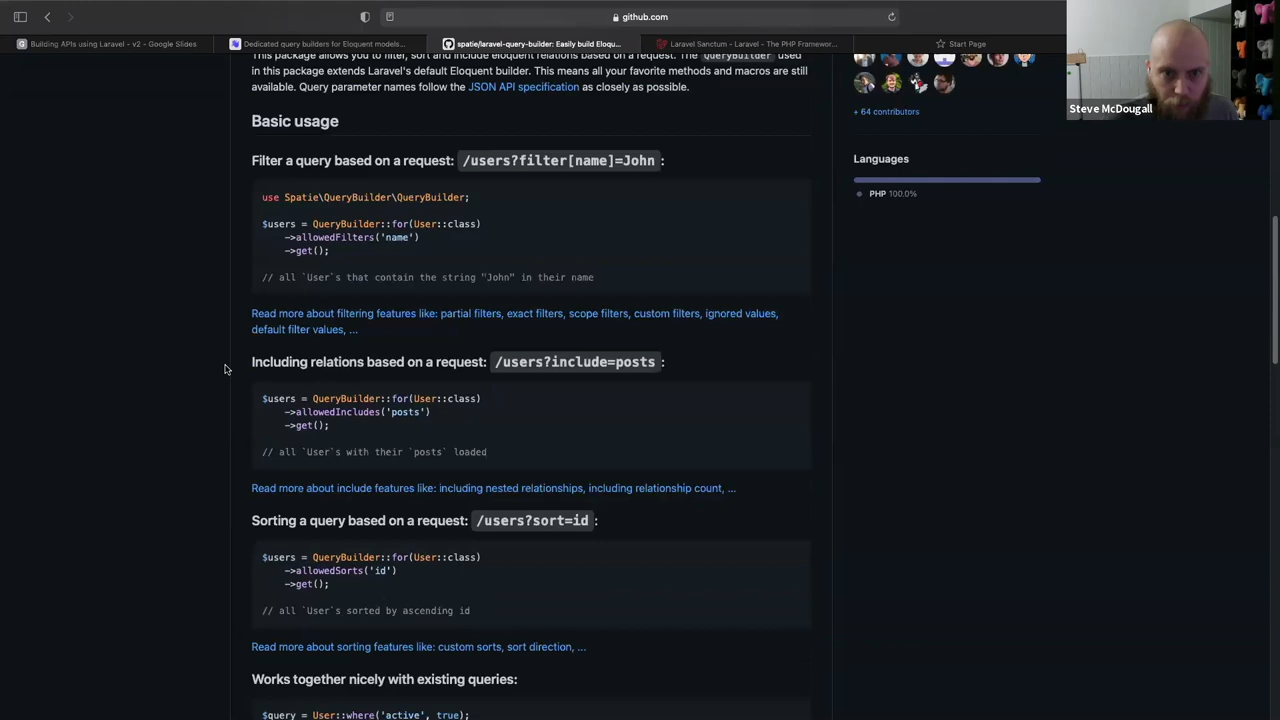 github.com
Building APIs using Laravel - v2 - Google Slides
Dedicated query builders for Eloquent models...
spatie/laravel-query-builder: Easily build Eloqu...
Laravel Sanctum - Laravel - The PHP Framewor...
Start Page
This package allows you to filter, sort and include eloquent relations based on a request. The QueryBuilder used
in this package extends Laravel's default Eloquent builder. This means all your favorite methods and macros are still
available. Query parameter names follow the JSON API specification as closely as possible.
Basic usage
Filter a query based on a request: /users?filter[name]=John:
use Spatie\QueryBuilder\QueryBuilder;
$users = QueryBuilder::for(User::class)
->allowedFilters('name')
->get();
// all `User`s that contain the string "John" in their name
Read more about filtering features like: partial filters, exact filters, scope filters, custom filters, ignored values,
default filter values, ...
Including relations based on a request: /users?include=posts:
$users = QueryBuilder::for(User::class)
->allowedIncludes('posts')
->get();
// all `User`s with their `posts` loaded
Read more about include features like: including nested relationships, including relationship count, ...
Sorting a query based on a request: /users?sort=id:
$users = QueryBuilder::for(User::class)
->allowedSorts('id')
->get();
// all `User`s sorted by ascending id
Read more about sorting features like: custom sorts, sort direction, ...
Works together nicely with existing queries:
$query = User::where('active', true);
+ 64 contributors
Languages
PHP 100.0%
Steve McDougall